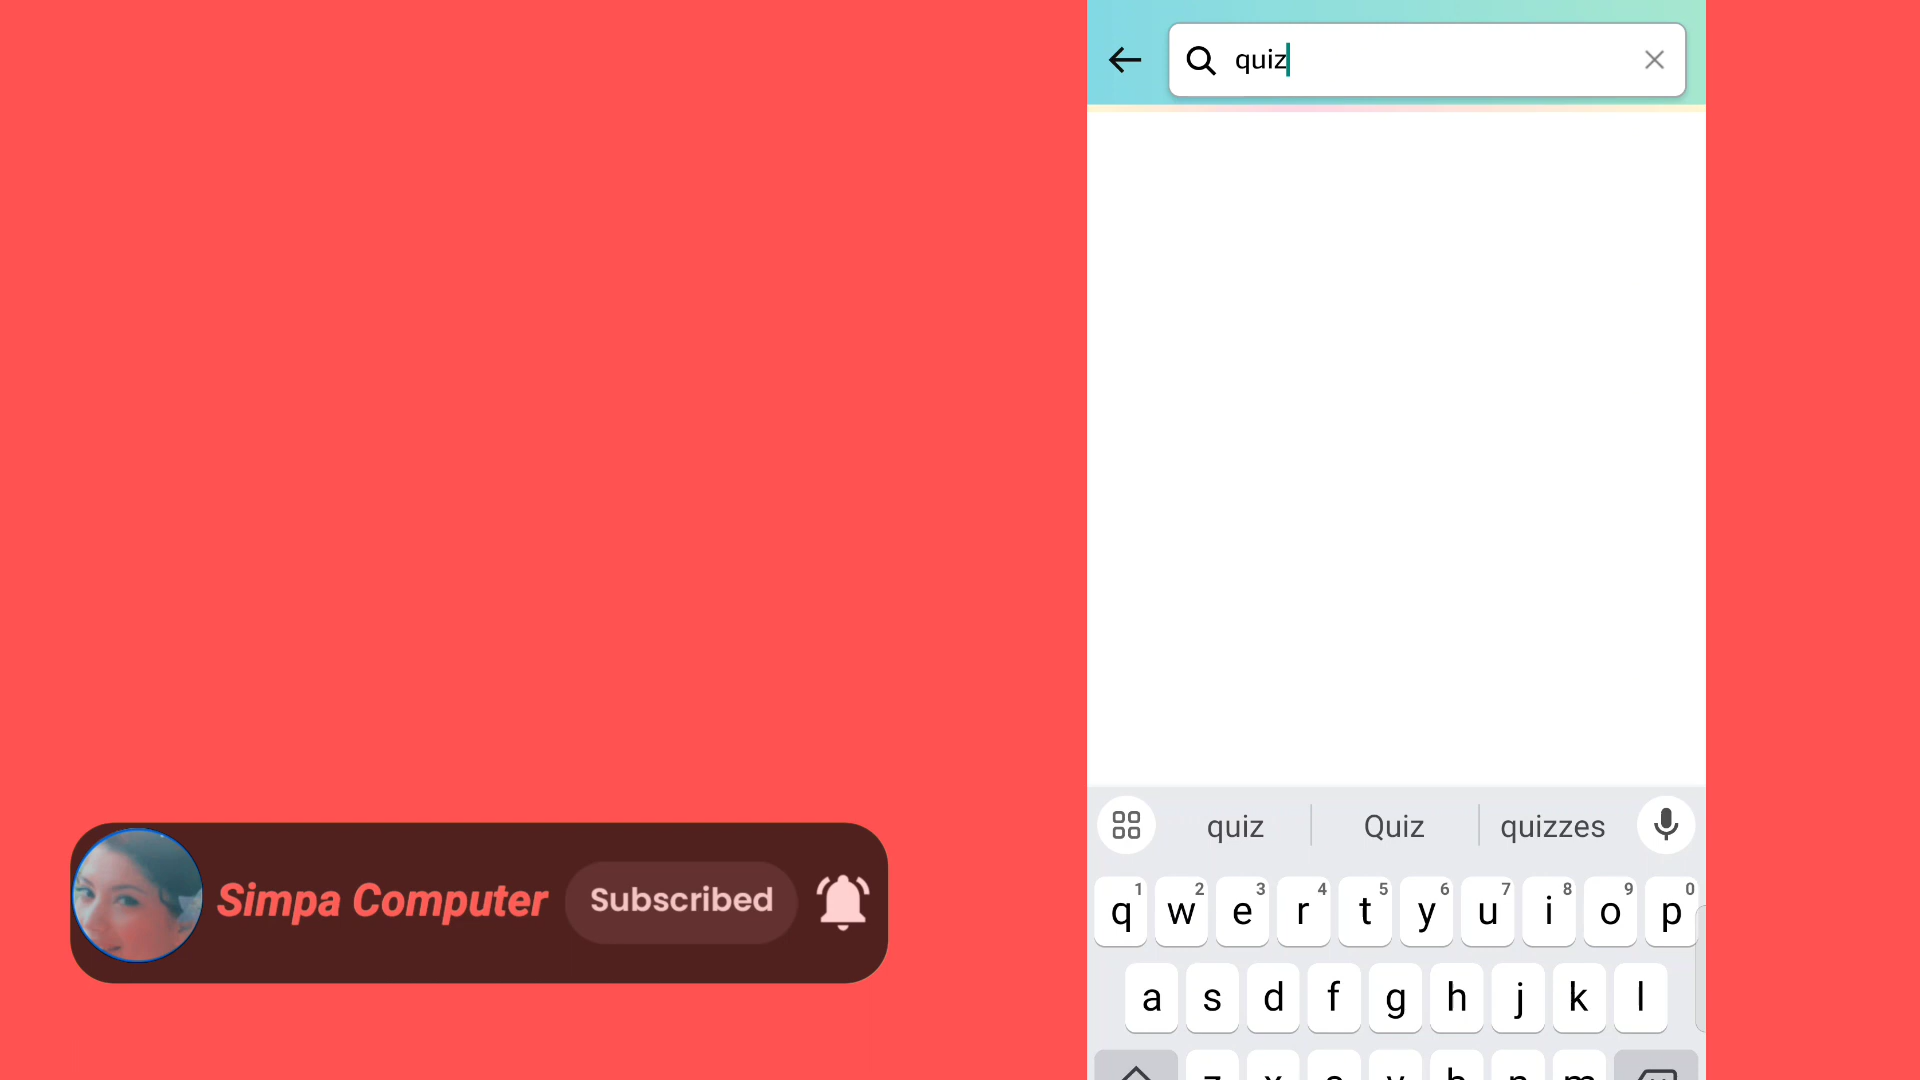 quiz
quiz Quiz quizzes
1 2 3 4 5 6 7 8 9 0
q w e r t y u i o p
a s d f g h j k l
z x c v b n m
Simpa Computer Subscribed